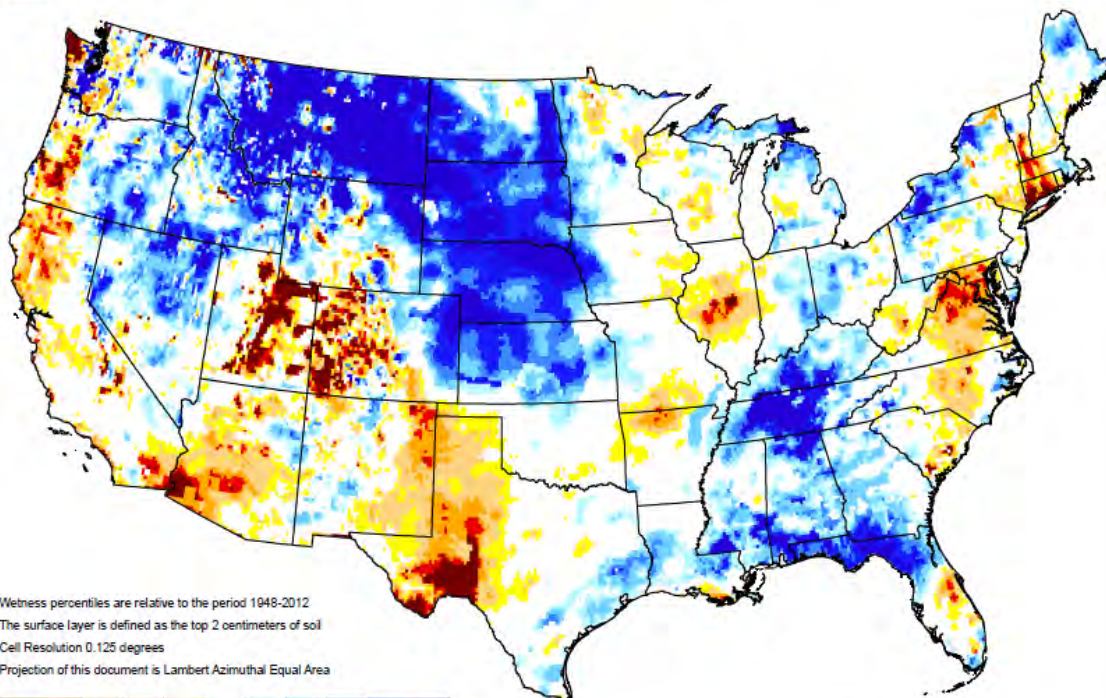 Wetness percentiles are relative to the period 1948-2012
The surface layer is defined as the top 2 centimeters of soil
Cell Resolution 0.125 degrees
Projection of this document is Lambert Azimuthal Equal Area